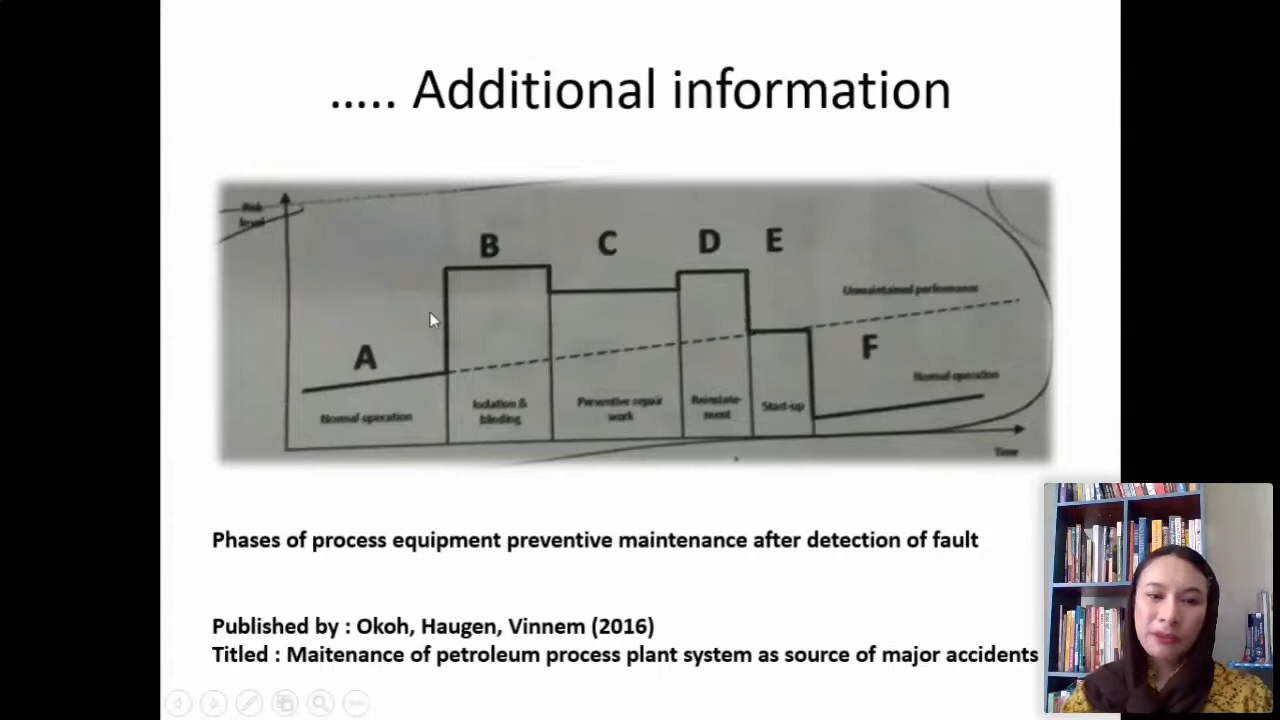 ….. Additional information
Risk
level
B
C
D
E
Unmaintained performance
A
F
Normal operation
Isolation &
blinding
Preventive repair
work
Reinstate-
ment
Start-up
Normal operation
Time
Phases of process equipment preventive maintenance after detection of fault
Published by : Okoh, Haugen, Vinnem (2016)
Titled : Maitenance of petroleum process plant system as source of major accidents